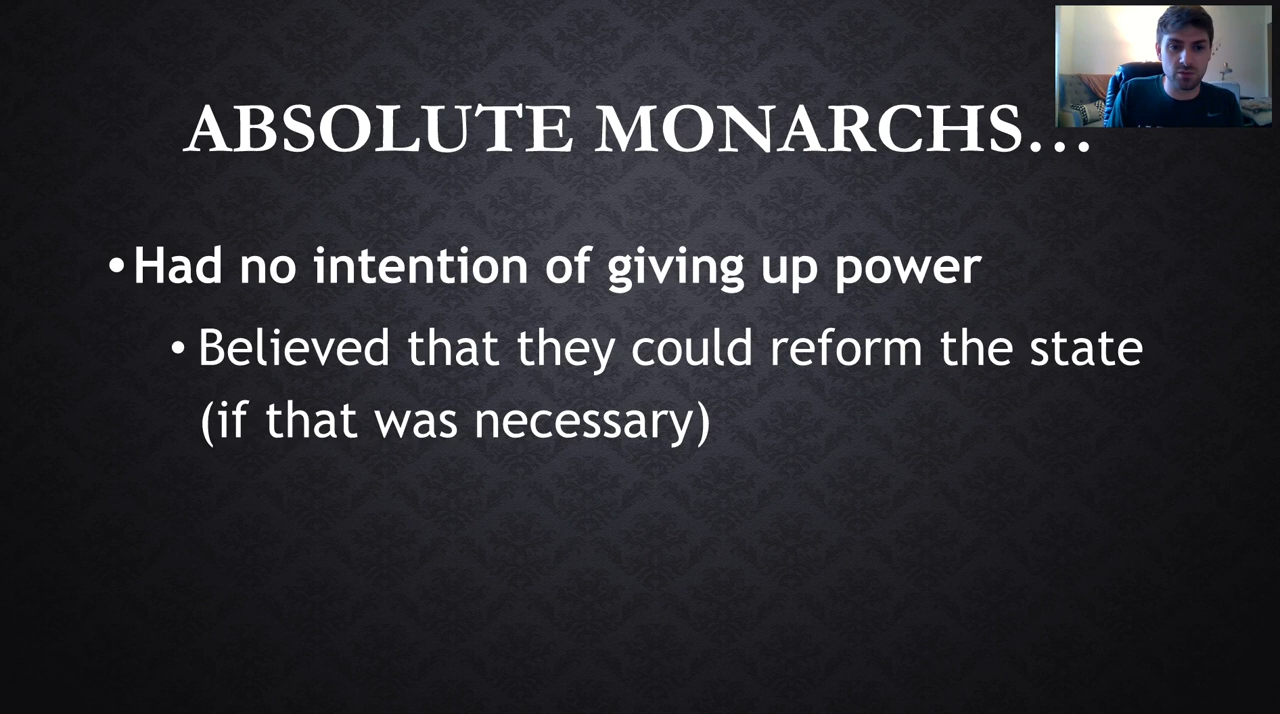 ABSOLUTE MONARCHS...
•Had no intention of giving up power
• Believed that they could reform the state
(if that was necessary)